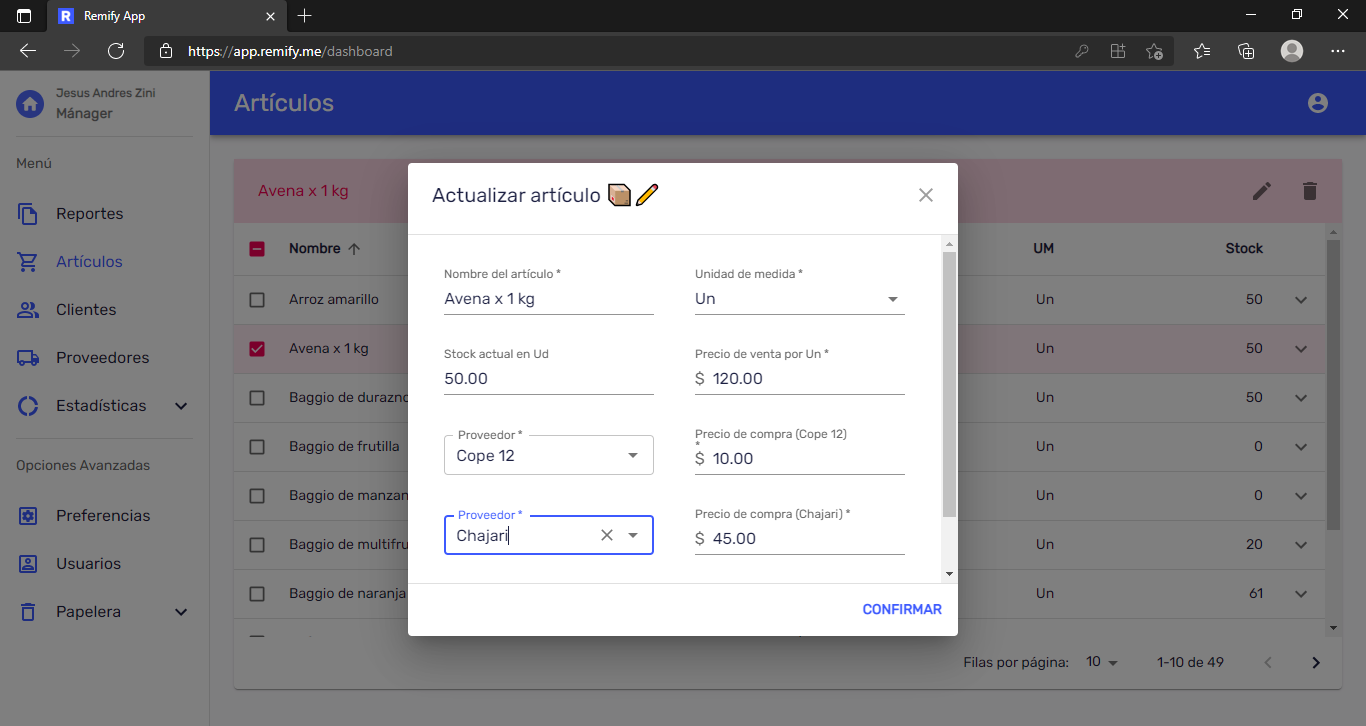 Remify App
https://app.remify.me/dashboard
Jesus Andres Zini
Mánager
Menú
Reportes
Artículos
Clientes
Proveedores
Estadísticas
Opciones Avanzadas
Preferencias
Usuarios
Papelera
Artículos
Avena x 1 kg
Nombre
UM
Stock
Arroz amarillo
Un
50
Avena x 1 kg
Un
50
Baggio de durazno
Un
50
Baggio de frutilla
Un
0
Baggio de manzan
Un
0
Baggio de multifru
Un
20
Baggio de naranja
Un
61
Filas por página:
10
1-10 de 49
Actualizar artículo
Nombre del artículo *
Avena x 1 kg
Unidad de medida *
Un
Stock actual en Ud
50.00
Precio de venta por Un *
$ 120.00
Proveedor *
Cope 12
Precio de compra (Cope 12)
*
$ 10.00
Proveedor *
Chajari
Precio de compra (Chajari) *
$ 45.00
CONFIRMAR